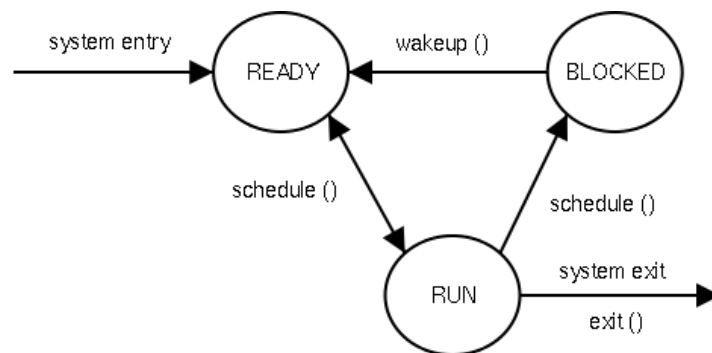 system entry
READY
wakeup ()
BLOCKED
schedule ()
schedule ()
RUN
system exit
exit ()